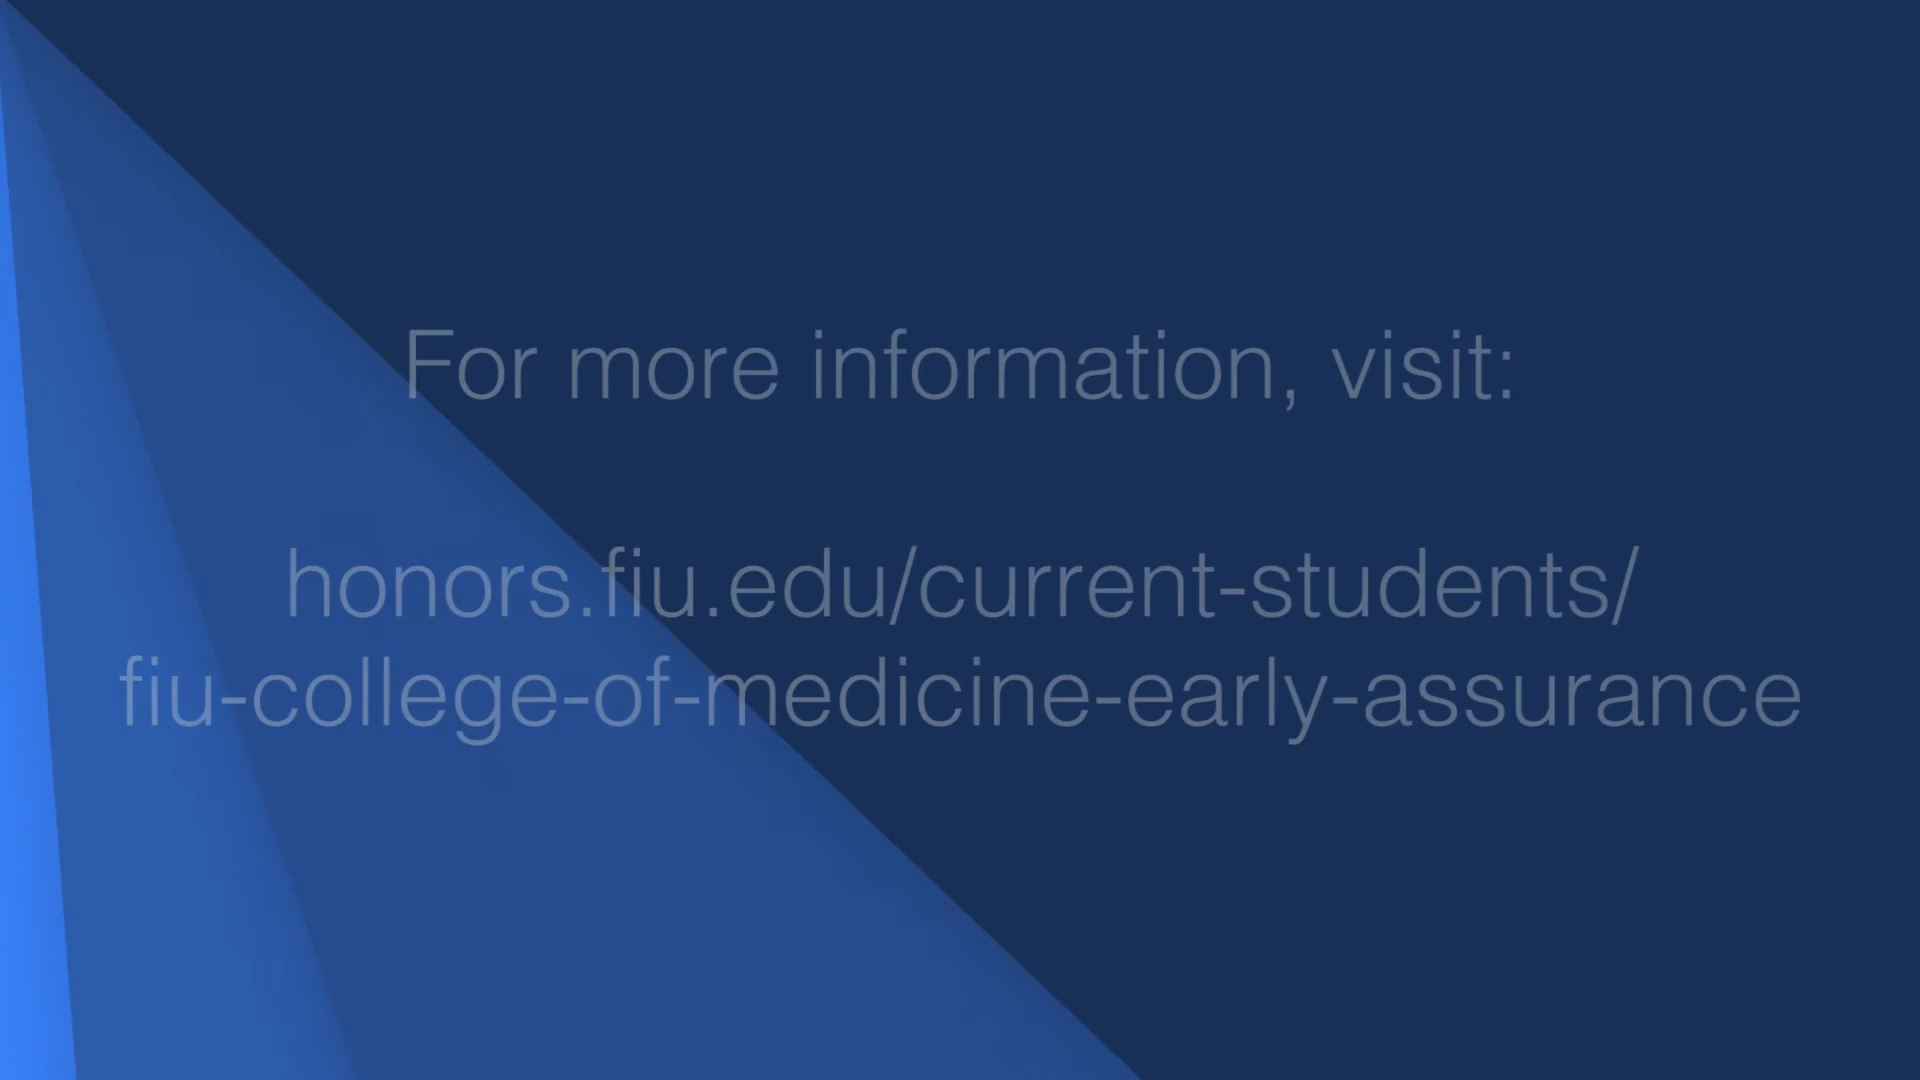 For more information, visit:
honors.fiu.edu/current-students/
fiu-college-of-medicine-early-assurance